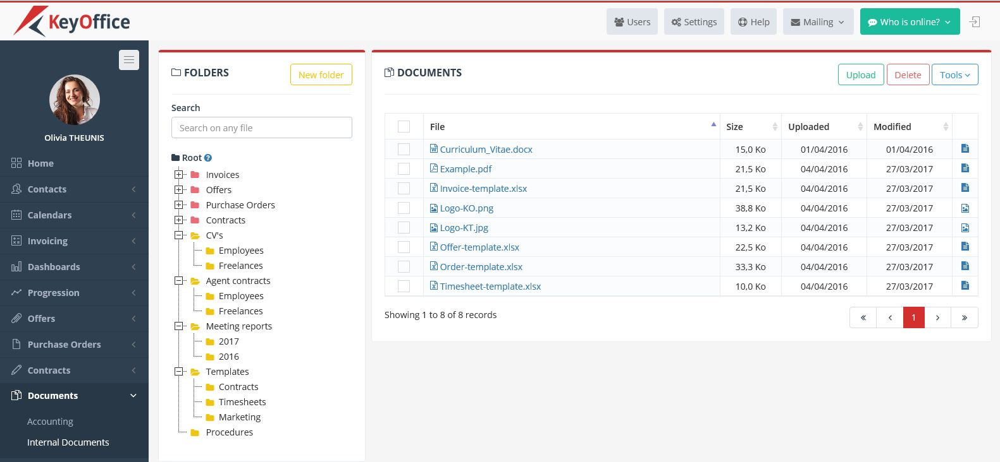 KeyOffice
Users Settings Help Mailing Who is online?
Olivia THEUNIS
Home
Contacts
Calendars
Invoicing
Dashboards
Progression
Offers
Purchase Orders
Contracts
Documents
Accounting
Internal Documents
FOLDERS New folder
Search
Search on any file
Root ?
Invoices
Offers
Purchase Orders
Contracts
CV's
Employees
Freelances
Agent contracts
Employees
Freelances
Meeting reports
2017
2016
Templates
Contracts
Timesheets
Marketing
Procedures
DOCUMENTS Upload Delete Tools
File Size Uploaded Modified
Curriculum_Vitae.docx 15,0 Ko 01/04/2016 01/04/2016
Example.pdf 21,5 Ko 04/04/2016 27/03/2017
Invoice-template.xlsx 21,5 Ko 04/04/2016 27/03/2017
Logo-KO.png 38,8 Ko 04/04/2016 27/03/2017
Logo-KT.jpg 13,2 Ko 04/04/2016 27/03/2017
Offer-template.xlsx 22,5 Ko 04/04/2016 27/03/2017
Order-template.xlsx 33,3 Ko 04/04/2016 27/03/2017
Timesheet-template.xlsx 10,0 Ko 04/04/2016 27/03/2017
Showing 1 to 8 of 8 records « ‹ 1 › »